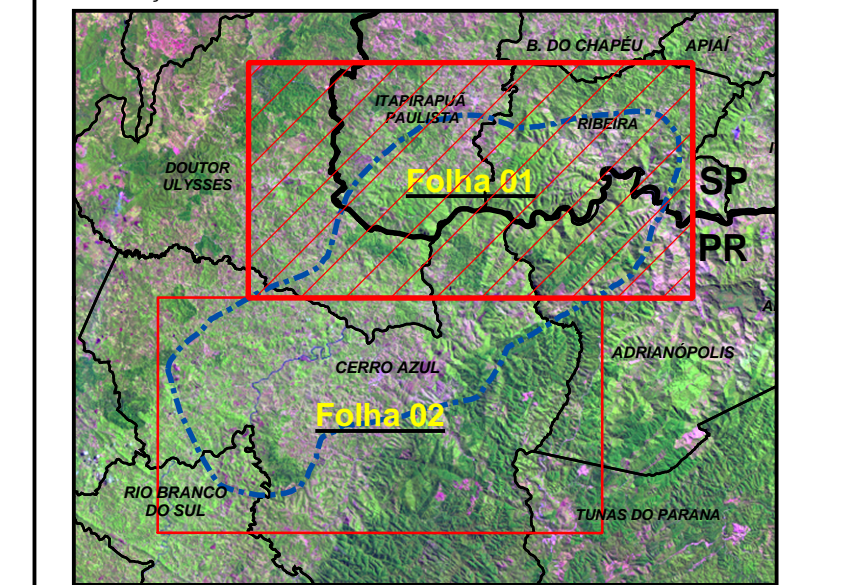 B. DO CHAPÉU
APIAÍ
ITAPIRAPUÃ
PAULISTA
RIBEIRA
DOUTOR
ULYSSES
Folha 01
SP
PR
ADRIANÓPOLIS
CERRO AZUL
Folha 02
RIO BRANCO
DO SUL
TUNAS DO PARANA